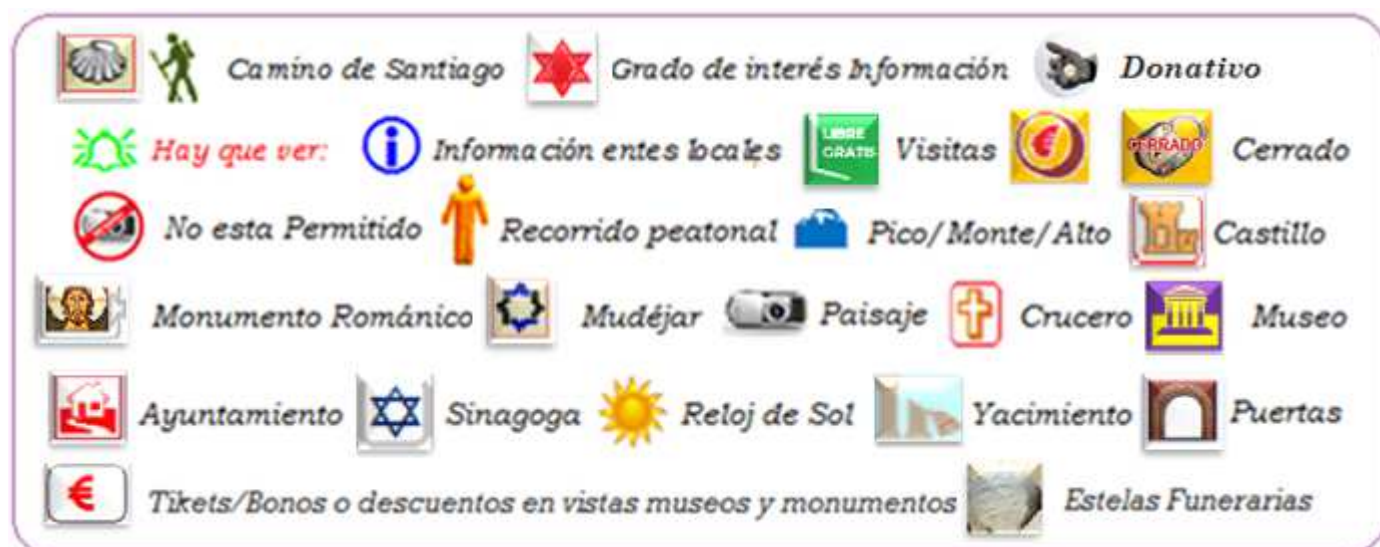 Camino de Santiago Grado de interés Información Donativo
Hay que ver: Información entes locales LIBRE GRATIS Visitas € CERRADO Cerrado
No esta Permitido Recorrido peatonal Pico/Monte/Alto Castillo
Monumento Románico Mudéjar Paisaje Crucero Museo
Ayuntamiento Sinagoga Reloj de Sol Yacimiento Puertas
€ Tikets/Bonos o descuentos en vistas museos y monumentos Estelas Funerarias